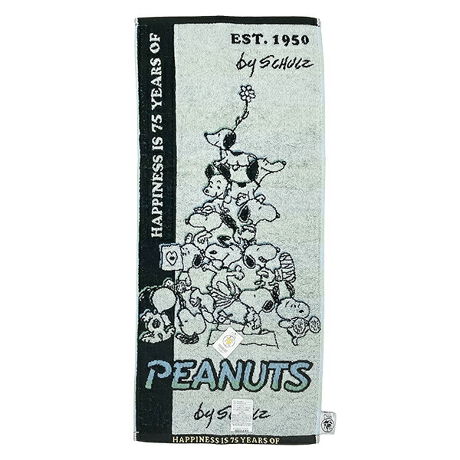 HAPPINESS IS 75 YEARS OF
EST. 1950
by SCHULZ
PEANUTS
by SCHULZ
HAPPINESS IS 75 YEARS OF